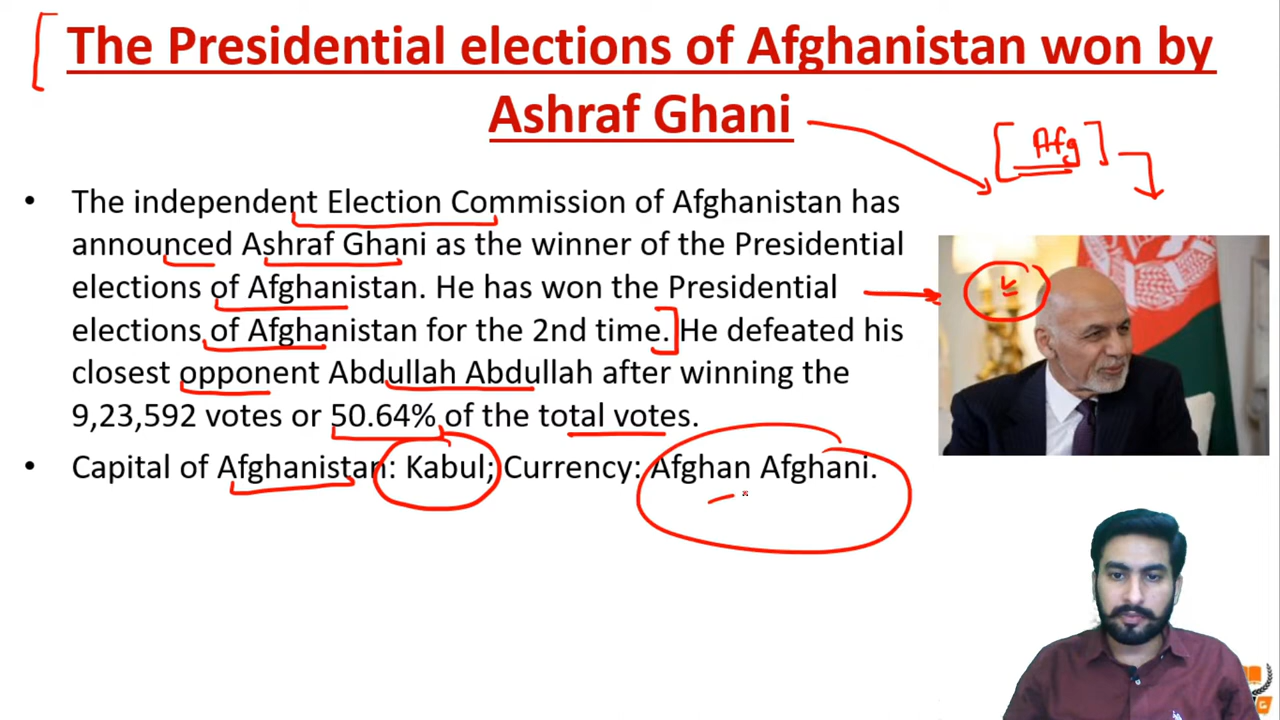 The Presidential elections of Afghanistan won by
Ashraf Ghani
[Afg]
• The independent Election Commission of Afghanistan has
announced Ashraf Ghani as the winner of the Presidential
elections of Afghanistan. He has won the Presidential
elections of Afghanistan for the 2nd time. He defeated his
closest opponent Abdullah Abdullah after winning the
9,23,592 votes or 50.64% of the total votes.
• Capital of Afghanistan: Kabul; Currency: Afghan Afghani.